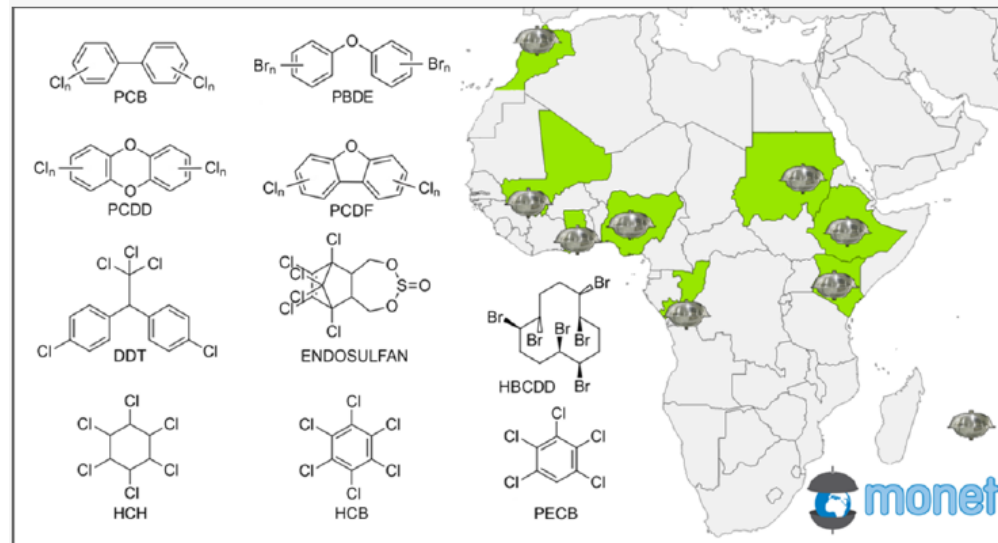 Clₙ Clₙ
PCB
O
Brₙ Brₙ
PBDE
Clₙ O Clₙ
O
PCDD
O
Clₙ Clₙ
PCDF
Cl
Cl Cl
Cl Cl
DDT
Cl
Cl
Cl
Cl
Cl
Cl
O
S=O
O
ENDOSULFAN
Br
Br
Br Br Br
Br
HBCDD
Cl
Cl Cl
Cl Cl
Cl
HCH
Cl
Cl Cl
Cl Cl
Cl
HCB
Cl
Cl Cl
Cl Cl
PECB
monet